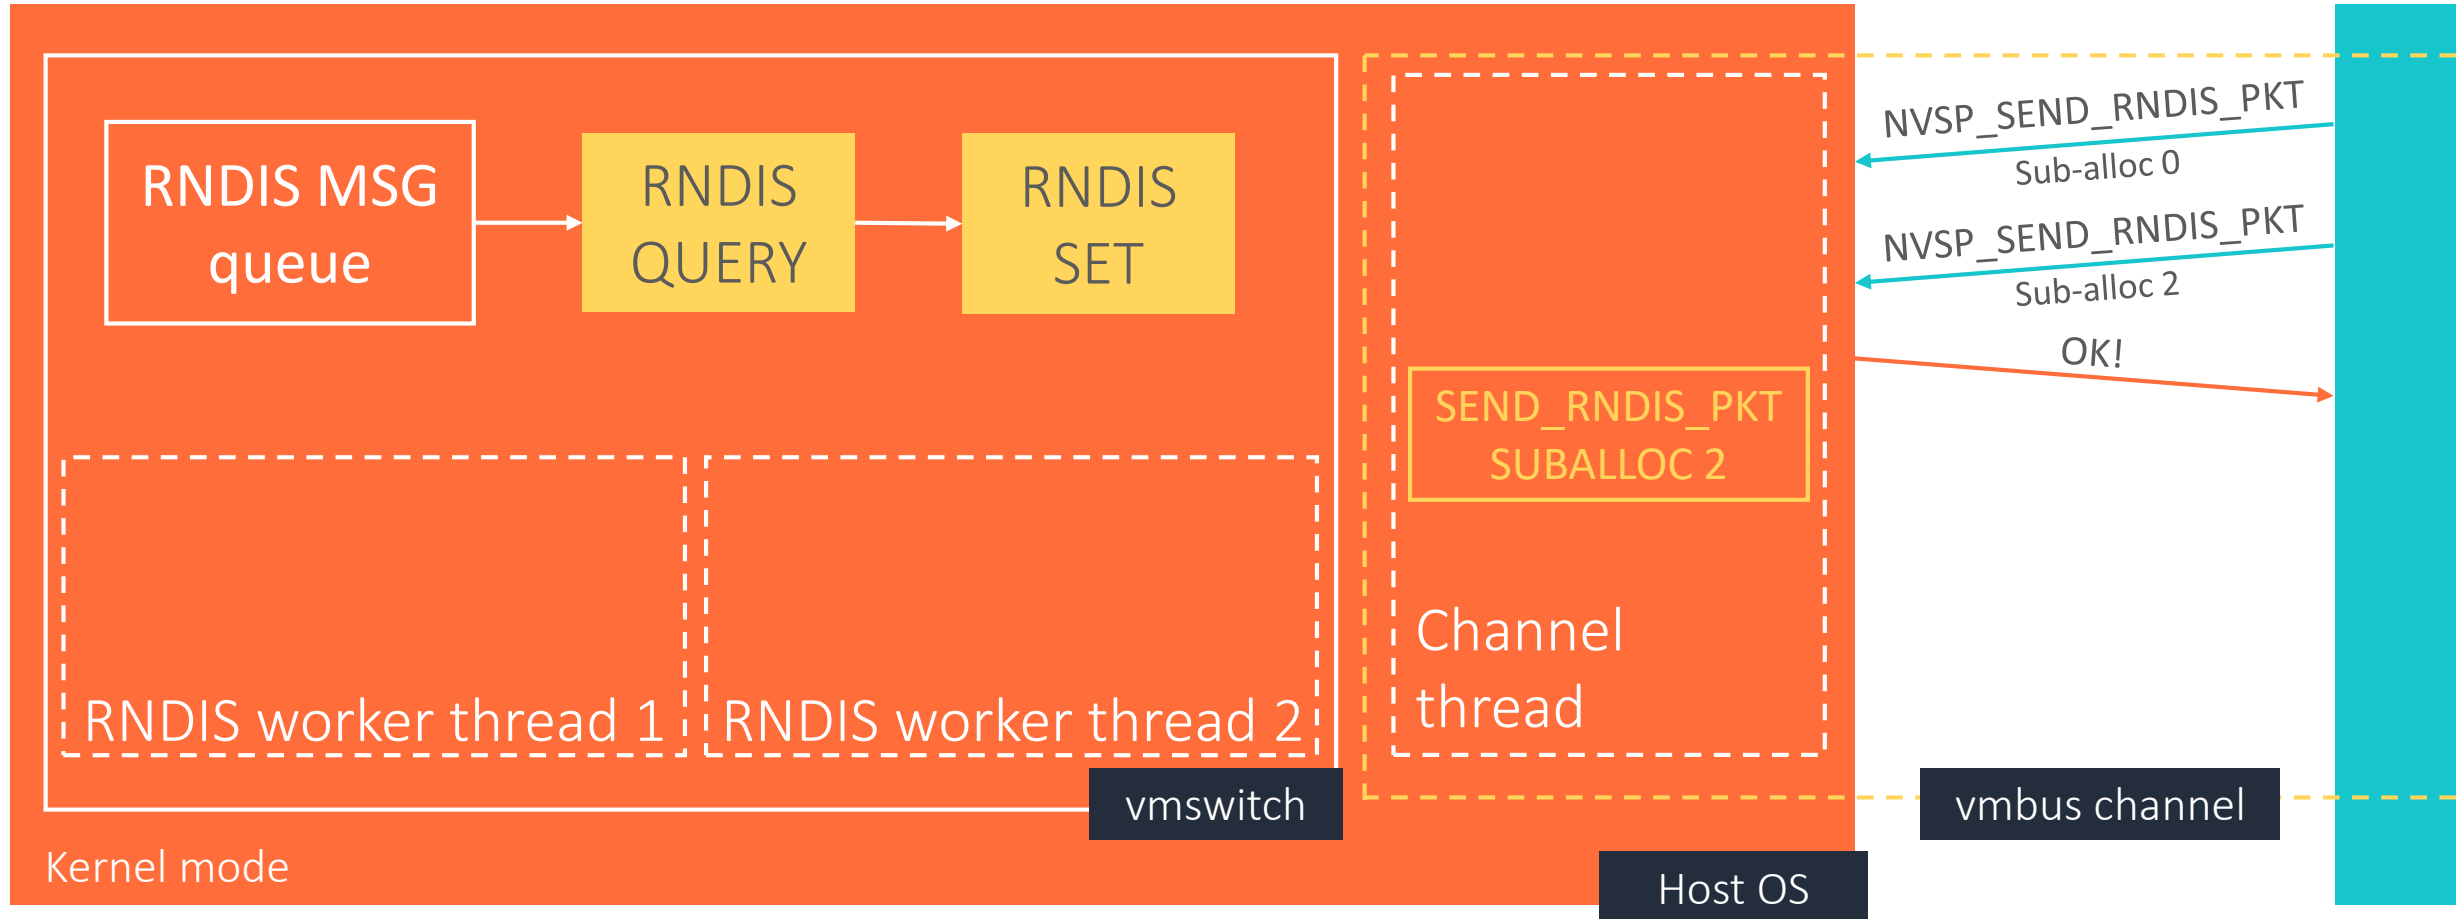 RNDIS MSG
queue
RNDIS
QUERY
RNDIS
SET
RNDIS worker thread 1
RNDIS worker thread 2
vmswitch
Kernel mode
SEND_RNDIS_PKT
SUBALLOC 2
Channel
thread
Host OS
NVSP_SEND_RNDIS_PKT
Sub-alloc 0
NVSP_SEND_RNDIS_PKT
Sub-alloc 2
OK!
vmbus channel